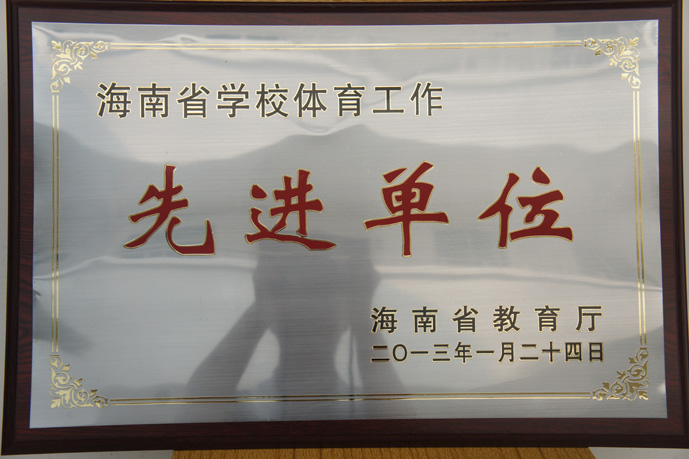 海南省学校体育工作
先进单位
海南省教育厅
二〇一三年一月二十四日